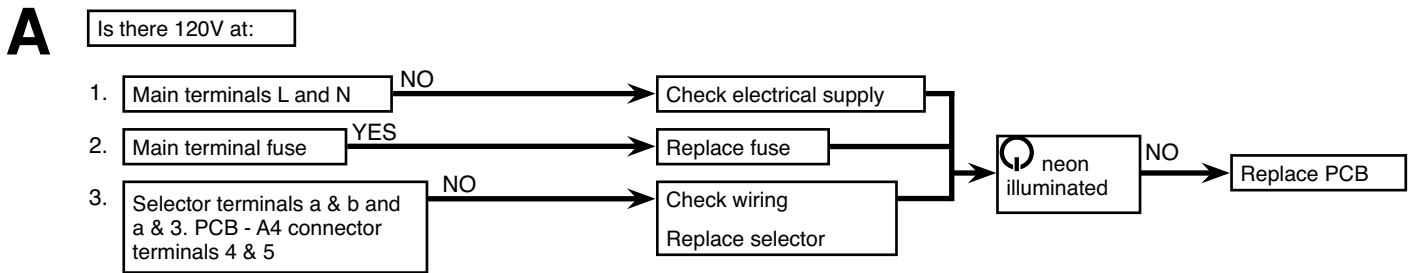 A
Is there 120V at:
1. Main terminals L and N
NO
Check electrical supply
2. Main terminal fuse
YES
Replace fuse
neon
illuminated
NO
Replace PCB
3. Selector terminals a & b and
a & 3. PCB - A4 connector
terminals 4 & 5
NO
Check wiring
Replace selector